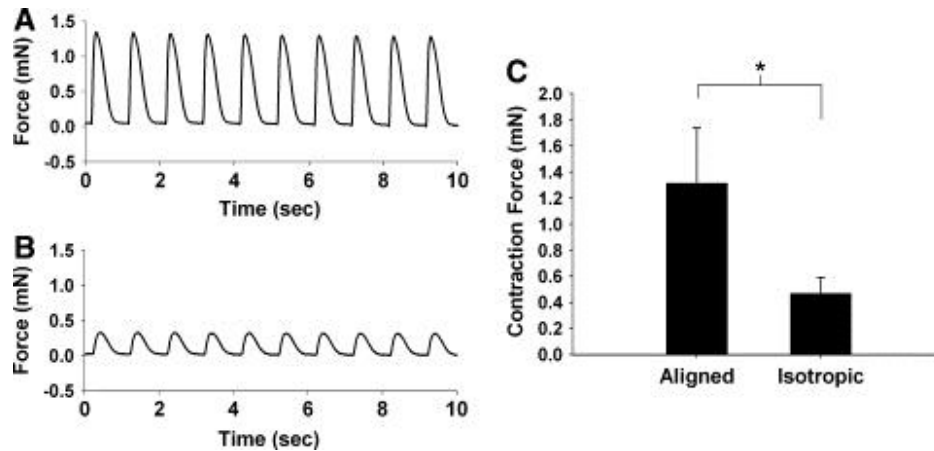 A
Force (mN)
1.5
1.0
0.5
0.0
-0.5
0 2 4 6 8 10
Time (sec)
B
Force (mN)
1.5
1.0
0.5
0.0
-0.5
0 2 4 6 8 10
Time (sec)
C
*
Contraction Force (mN)
2.0
1.8
1.6
1.4
1.2
1.0
0.8
0.6
0.4
0.2
0.0
Aligned Isotropic